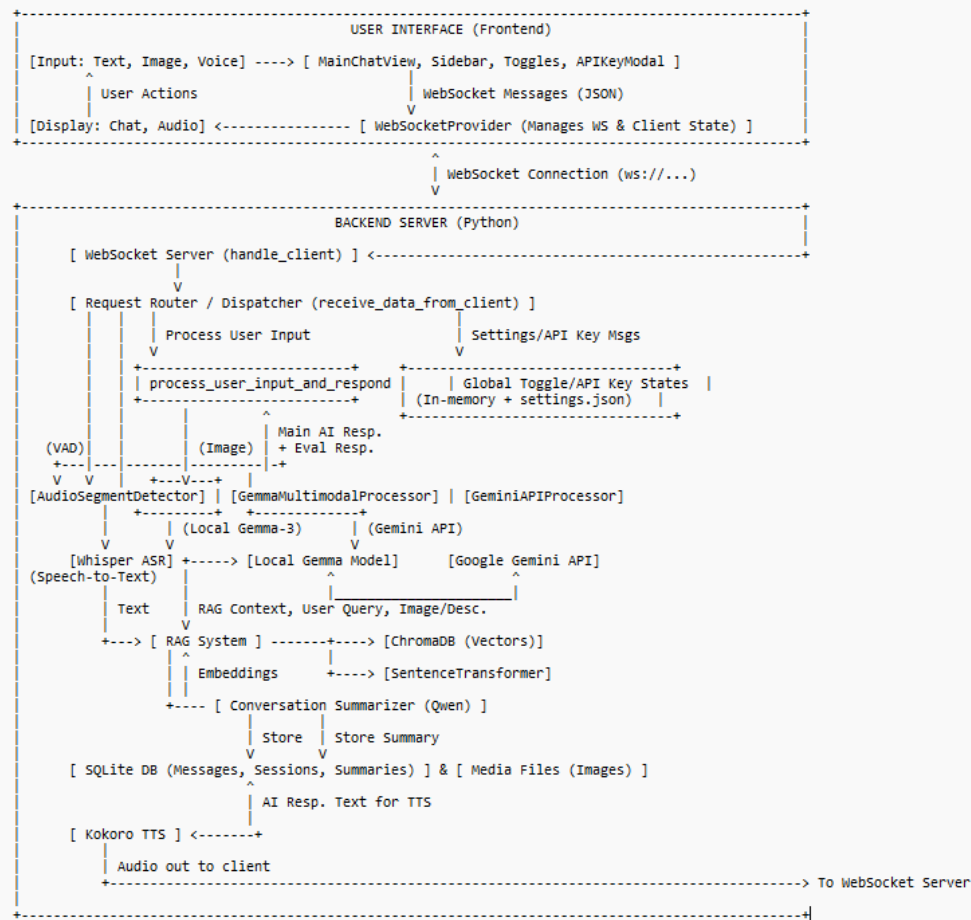 USER INTERFACE (Frontend)
[Input: Text, Image, Voice] ----> [ MainChatView, Sidebar, Toggles, APIKeyModal ]
User Actions
WebSocket Messages (JSON)
[Display: Chat, Audio] <---------------- [ WebSocketProvider (Manages WS & Client State) ]
WebSocket Connection (ws://...)
BACKEND SERVER (Python)
[ WebSocket Server (handle_client) ]
[ Request Router / Dispatcher (receive_data_from_client) ]
Process User Input
Settings/API Key Msgs
process_user_input_and_respond | | Global Toggle/API Key States |
(In-memory + settings.json)
Main AI Resp.
(VAD) (Image) + Eval Resp.
[AudioSegmentDetector] | [GemmaMultimodalProcessor] | [GeminiAPIProcessor]
(Local Gemma-3) (Gemini API)
[Whisper ASR] +-----> [Local Gemma Model] [Google Gemini API]
(Speech-to-Text)
Text RAG Context, User Query, Image/Desc.
+---> [ RAG System ] -------+----> [ChromaDB (Vectors)]
Embeddings +----> [SentenceTransformer]
+---- [ Conversation Summarizer (Qwen) ]
Store Store Summary
[ SQLite DB (Messages, Sessions, Summaries) ] & [ Media Files (Images) ]
AI Resp. Text for TTS
[ Kokoro TTS ] <-------+
Audio out to client
To WebSocket Server